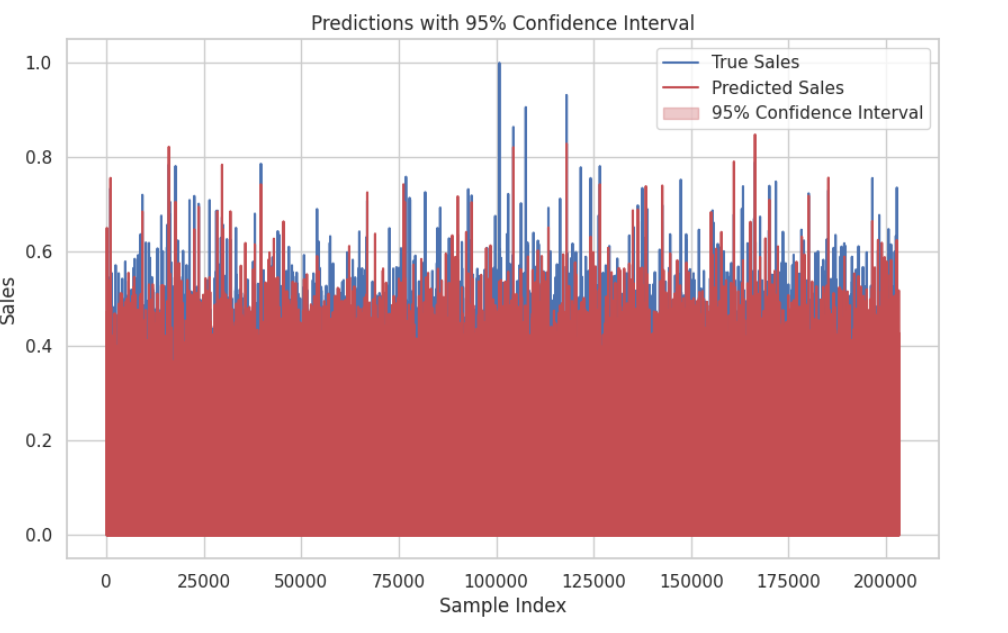 Predictions with 95% Confidence Interval
True Sales
Predicted Sales
95% Confidence Interval
Sales
1.0
0.8
0.6
0.4
0.2
0.0
0 25000 50000 75000 100000 125000 150000 175000 200000
Sample Index